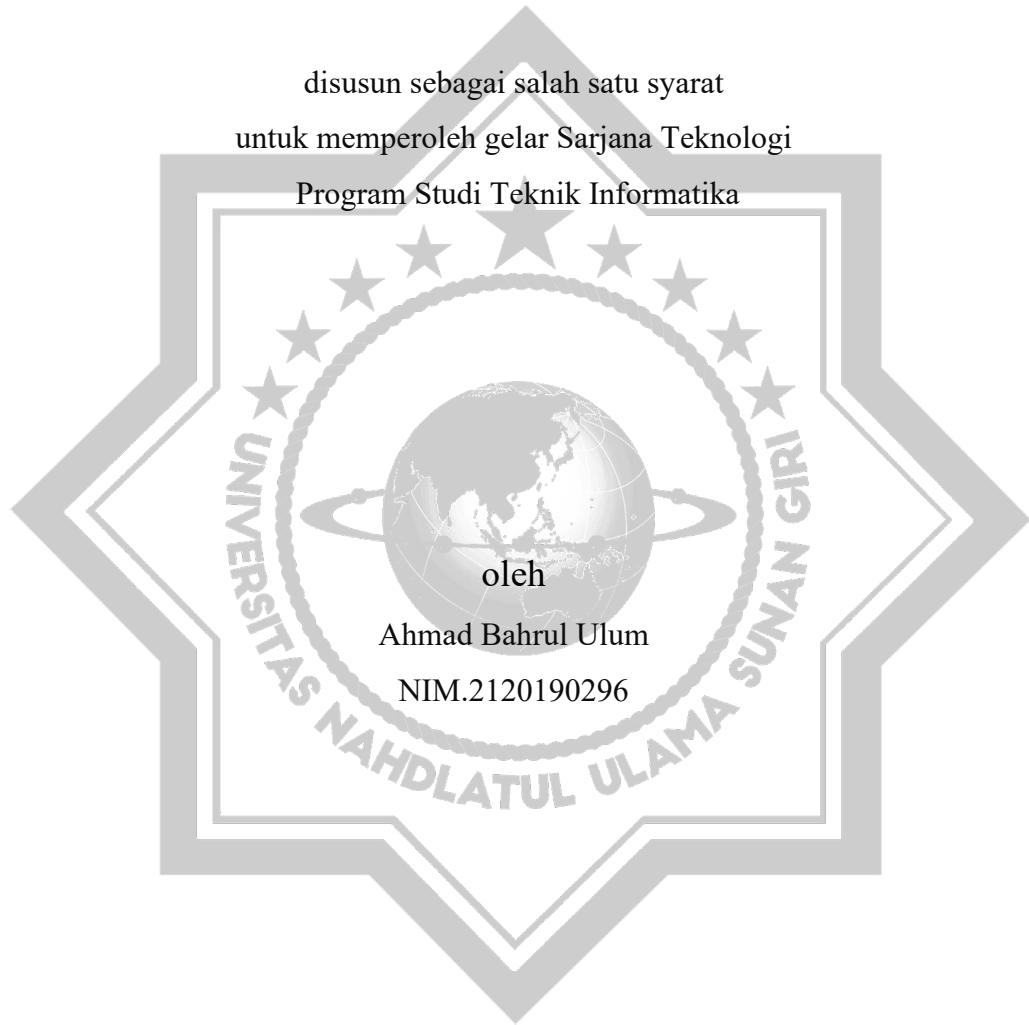 disusun sebagai salah satu syarat
untuk memperoleh gelar Sarjana Teknologi
Program Studi Teknik Informatika
oleh
Ahmad Bahrul Ulum
NIM.2120190296
UNIVERSITAS NAHDLATUL ULAMA SUNAN GIRI